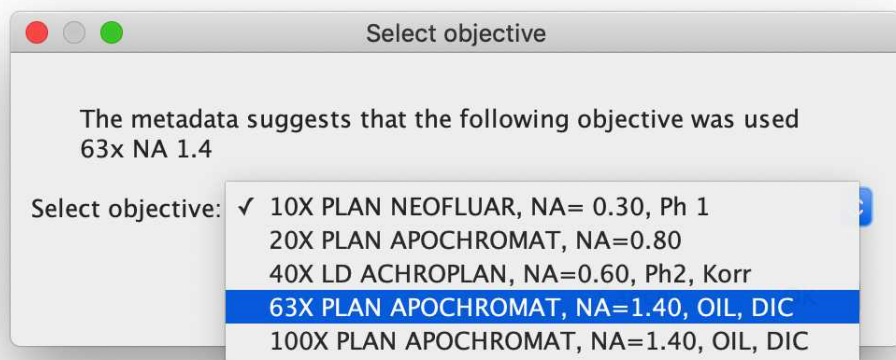 Select objective
The metadata suggests that the following objective was used
63x NA 1.4
Select objective: ✓ 10X PLAN NEOFLUAR, NA= 0.30, Ph 1
20X PLAN APOCHROMAT, NA=0.80
40X LD ACHROPLAN, NA=0.60, Ph2, Korr
63X PLAN APOCHROMAT, NA=1.40, OIL, DIC
100X PLAN APOCHROMAT, NA=1.40, OIL, DIC